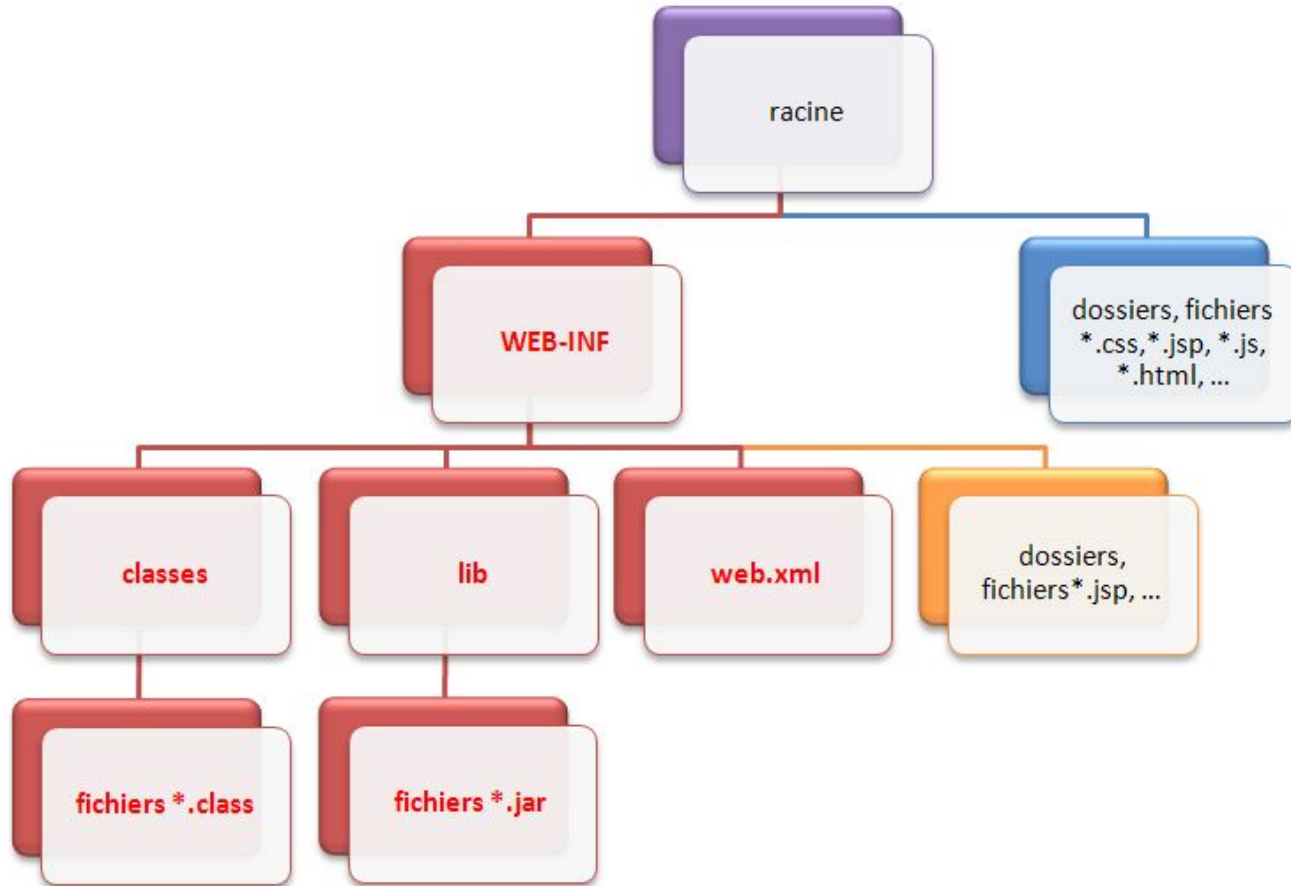 racine
WEB-INF
dossiers, fichiers
*.css,*.jsp, *.js,
*.html, ...
classes
lib
web.xml
dossiers,
fichiers*.jsp, ...
fichiers *.class
fichiers *.jar